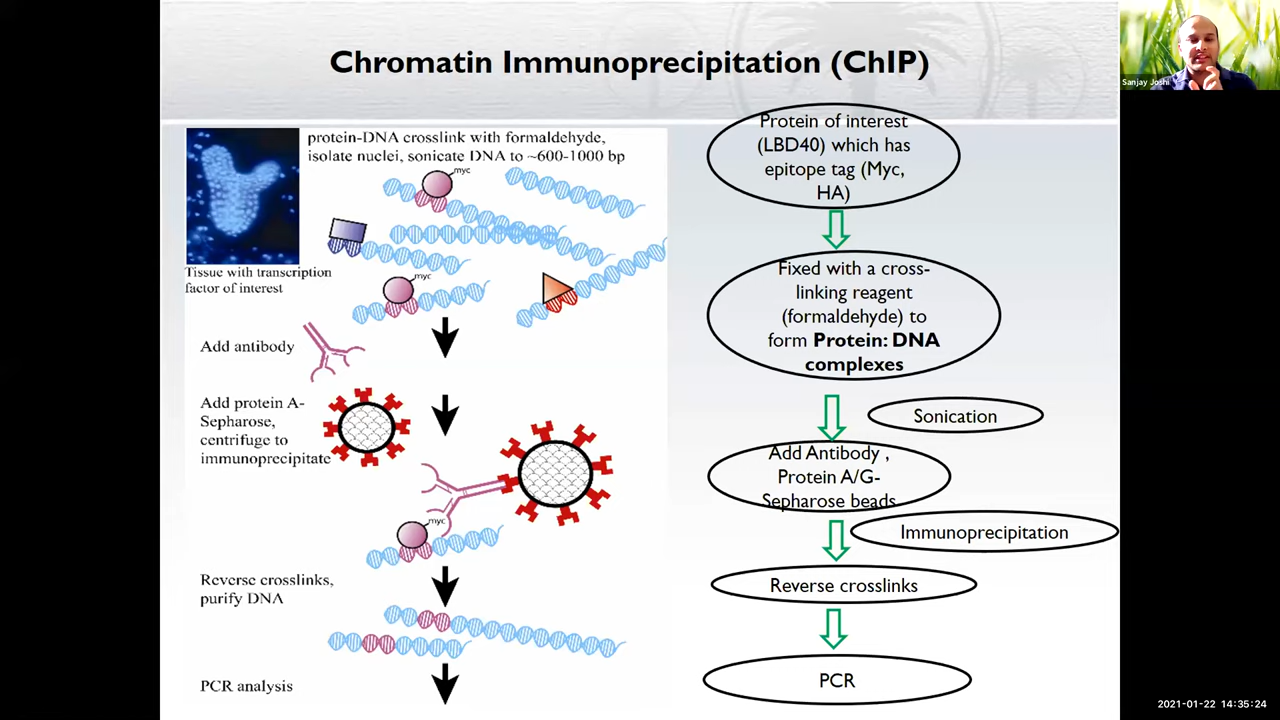 Chromatin Immunoprecipitation (ChIP)
Sanjay Joshi
protein-DNA crosslink with formaldehyde,
isolate nuclei, sonicate DNA to ~600-1000 bp
myc
Tissue with transcription
factor of interest
myc
Add antibody
Add protein A-
Sepharose,
centrifuge to
immunoprecipitate
myc
Reverse crosslinks,
purify DNA
PCR analysis
Protein of interest
(LBD40) which has
epitope tag (Myc,
HA)
Fixed with a cross-
linking reagent
(formaldehyde) to
form Protein: DNA
complexes
Sonication
Add Antibody ,
Protein A/G-
Sepharose beads
Immunoprecipitation
Reverse crosslinks
PCR
2021-01-22 14:35:24